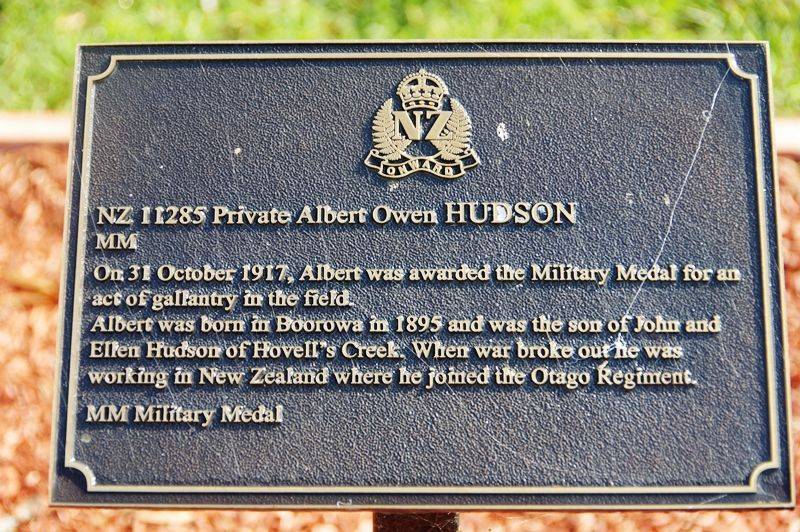 NZ
ONWARD
NZ 11285 Private Albert Owen HUDSON
MM
On 31 October 1917, Albert was awarded the Military Medal for an
act of gallantry in the field.
Albert was born in Boorowa in 1895 and was the son of John and
Ellen Hudson of Hovell's Creek. When war broke out he was
working in New Zealand where he joined the Otago Regiment.
MM Military Medal